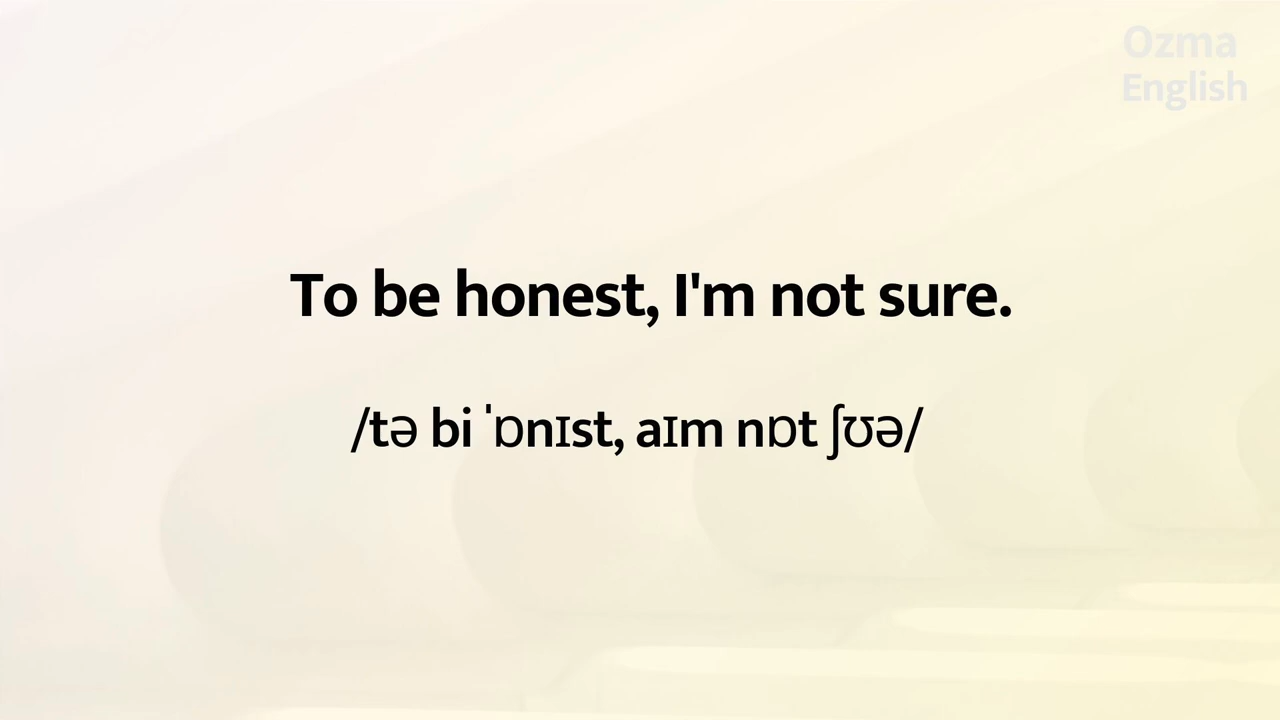 Ozma
English
To be honest, I'm not sure.
/tə bi ˈɒnɪst, aɪm nɒt ʃʊə/